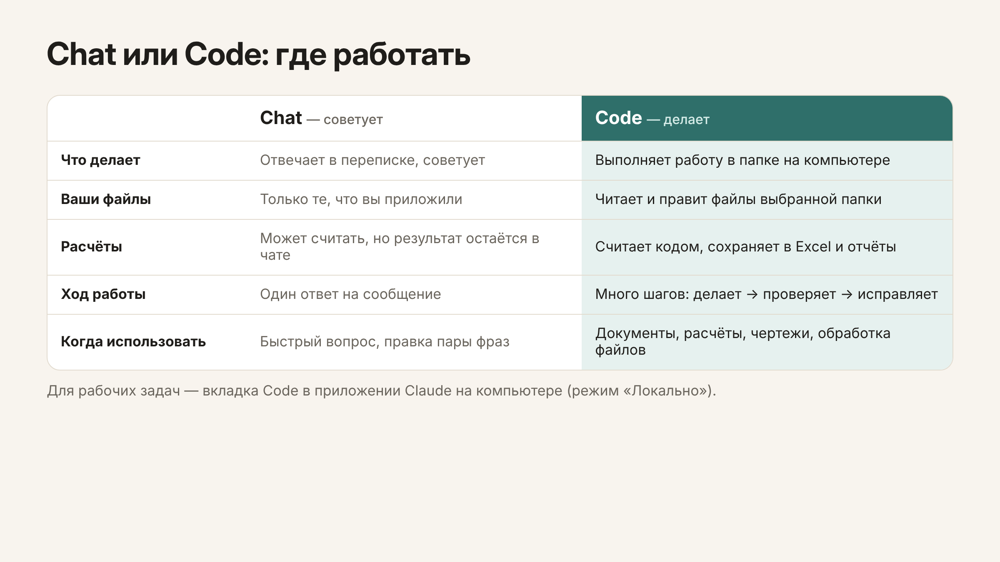 Chat или Code: где работать
Chat — советует
Code — делает
Что делает
Отвечает в переписке, советует
Выполняет работу в папке на компьютере
Ваши файлы
Только те, что вы приложили
Читает и правит файлы выбранной папки
Расчёты
Может считать, но результат остаётся в
чате
Считает кодом, сохраняет в Excel и отчёты
Ход работы
Один ответ на сообщение
Много шагов: делает → проверяет → исправляет
Когда использовать
Быстрый вопрос, правка пары фраз
Документы, расчёты, чертежи, обработка
файлов
Для рабочих задач — вкладка Code в приложении Claude на компьютере (режим «Локально»).